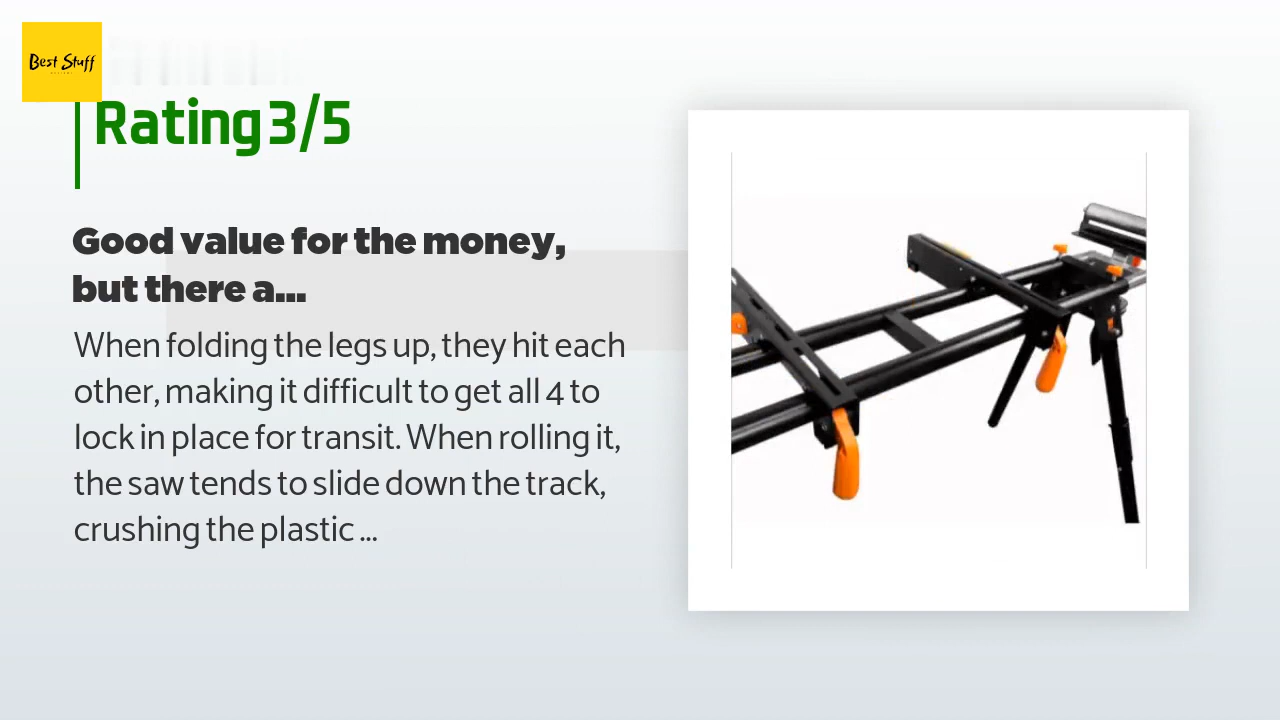 Best Stuff
Rating 3/5
Good value for the money,
but there a...
When folding the legs up, they hit each
other, making it difficult to get all 4 to
lock in place for transit. When rolling it,
the saw tends to slide down the track,
crushing the plastic ...